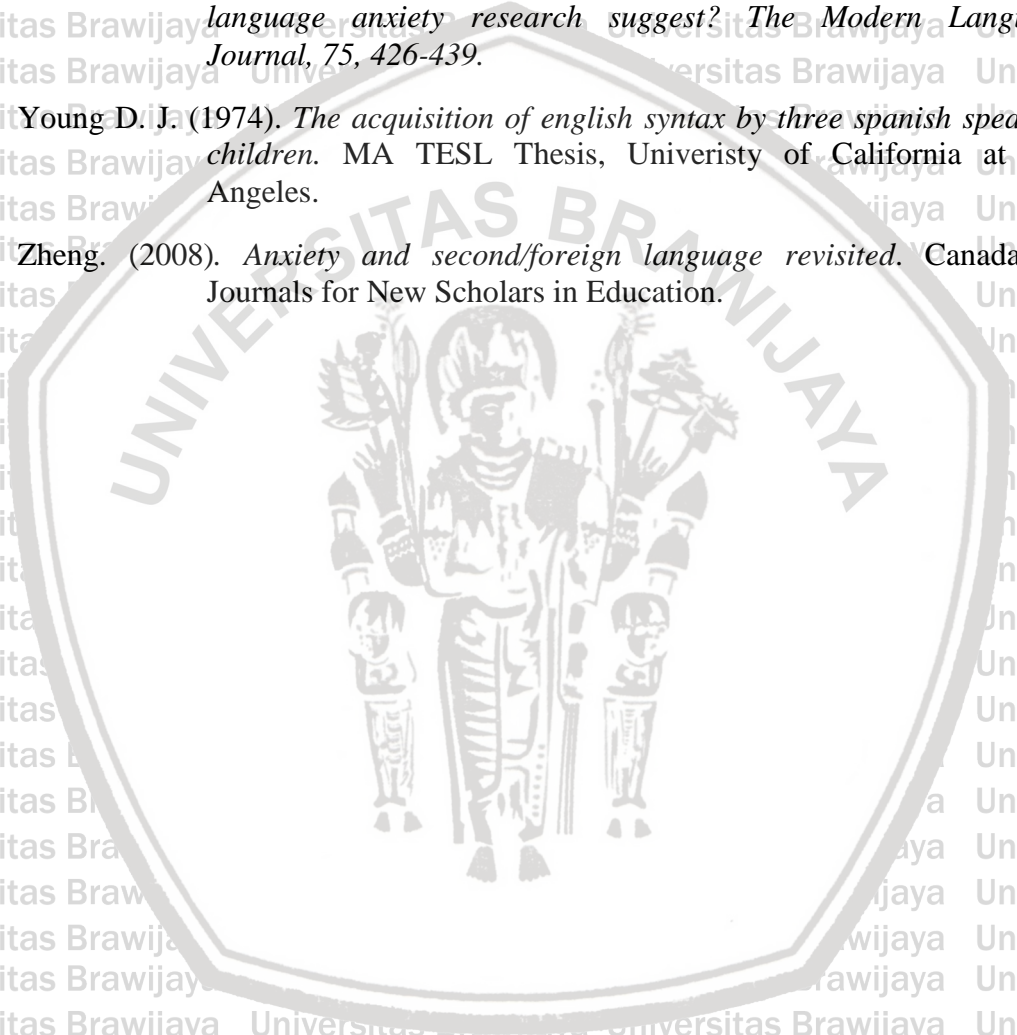 language anxiety research suggest? The Modern Langu
Journal, 75, 426-439.
Young D. J. (1974). The acquisition of english syntax by three spanish spea
children. MA TESL Thesis, Univeristy of California at
Angeles.
Zheng. (2008). Anxiety and second/foreign language revisited. Canada
Journals for New Scholars in Education.
UNIVERSITAS BRAWIJAYA